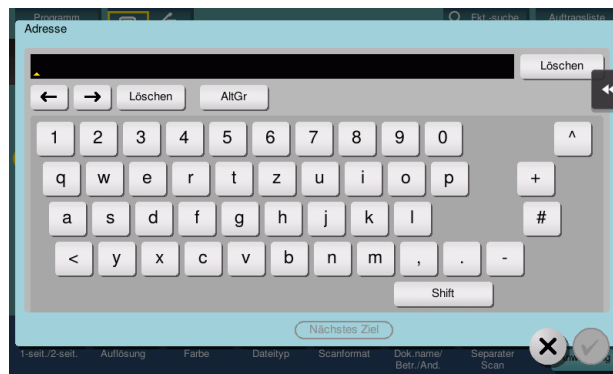 Programm Fkt.-suche Auftragsliste
Adresse
Löschen
← → Löschen AltGr
1 2 3 4 5 6 7 8 9 0 ^
q w e r t z u i o p +
a s d f g h j k l #
< y x c v b n m , . -
Shift
Nächstes Ziel
1-seit./2-seit. Auflösung Farbe Dateityp Scanformat Dok.name/ Separater
Betr./And. Scan